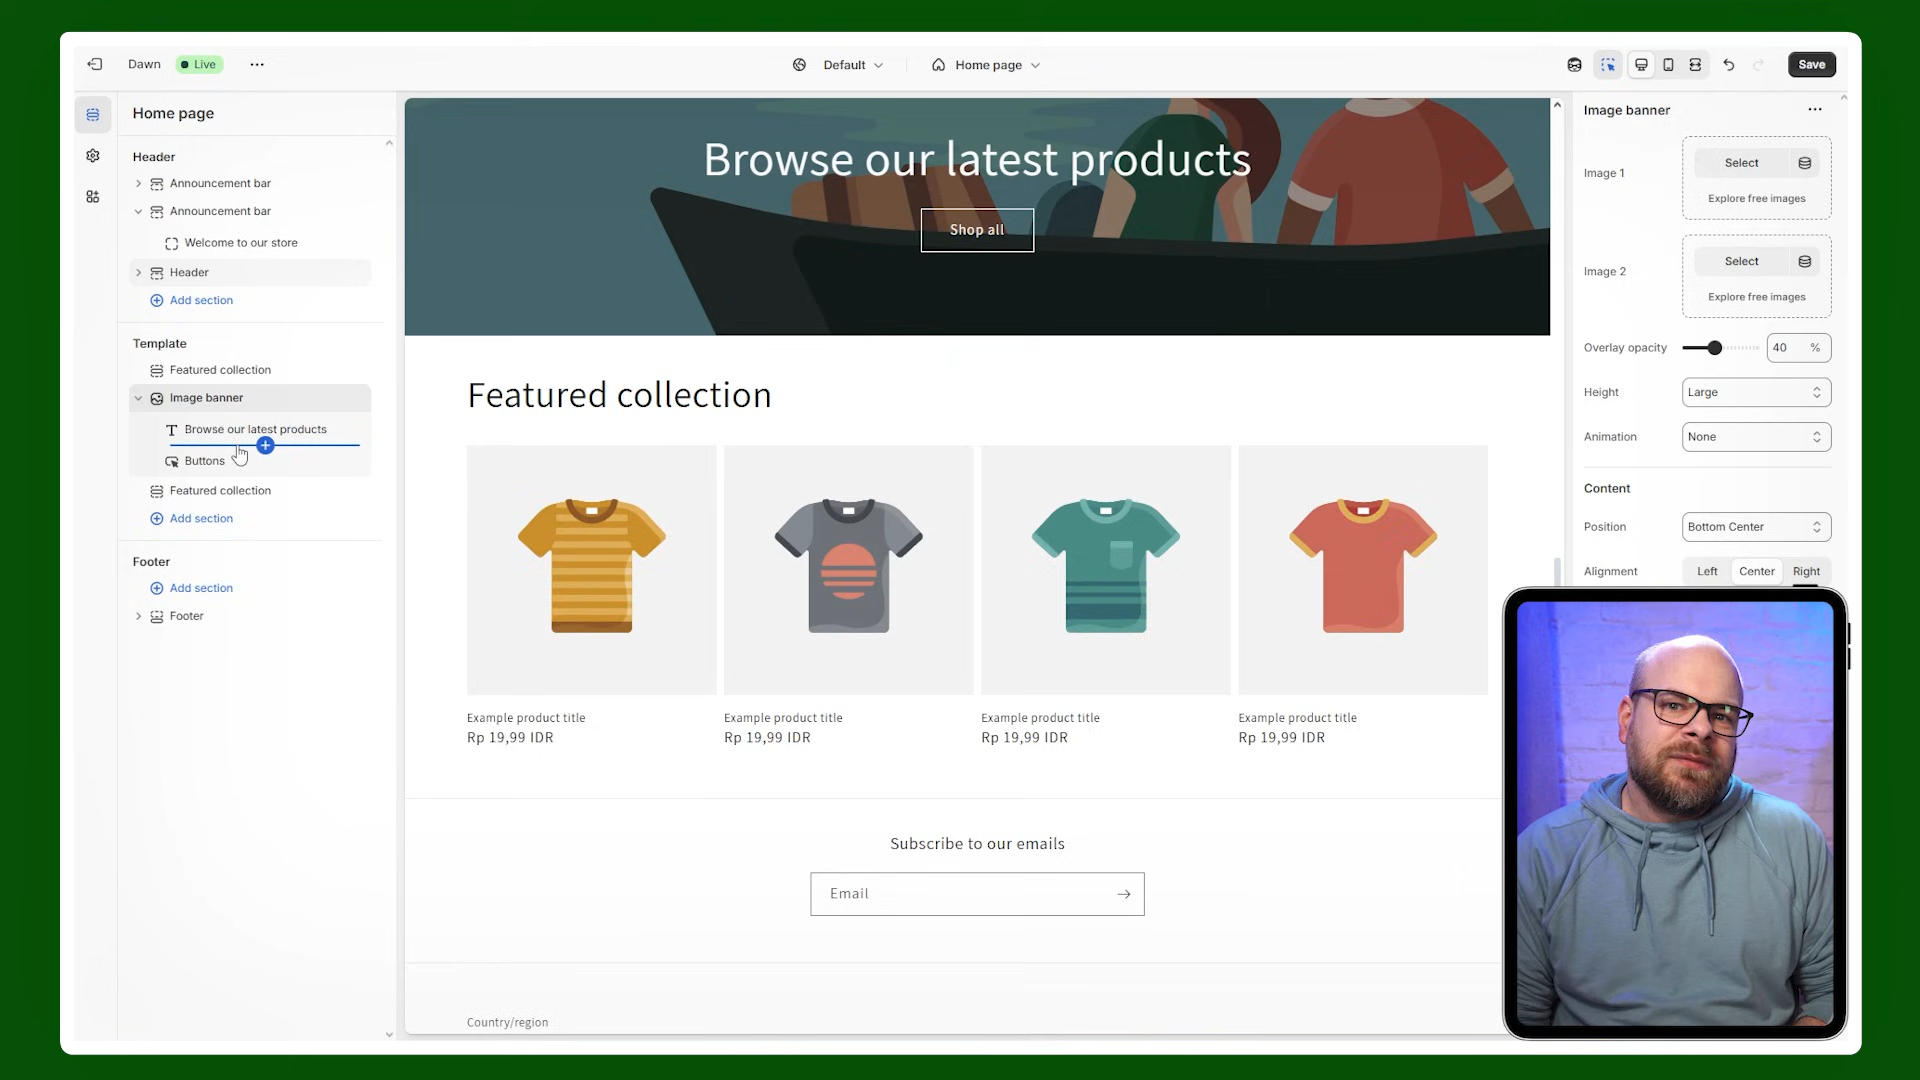 Dawn
Live
Default
Home page
Save
Home page
Header
Announcement bar
Announcement bar
Welcome to our store
Header
Add section
Template
Featured collection
Image banner
Browse our latest products
Buttons
Featured collection
Add section
Footer
Add section
Footer
Browse our latest products
Shop all
Featured collection
Example product title
Rp 19,99 IDR
Example product title
Rp 19,99 IDR
Example product title
Rp 19,99 IDR
Example product title
Rp 19,99 IDR
Subscribe to our emails
Email
Country/region
Image banner
Image 1
Select
Explore free images
Image 2
Select
Explore free images
Overlay opacity
40 %
Height
Large
Animation
None
Content
Position
Bottom Center
Alignment
Left Center Right